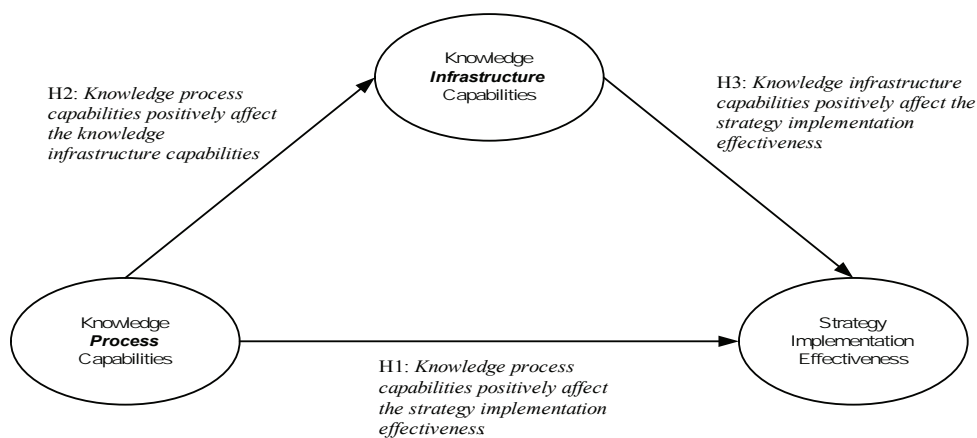 Knowledge
Infrastructure
Capabilities
H2: Knowledge process
capabilities positively affect
the knowledge
infrastructure capabilities
H3: Knowledge infrastructure
capabilities positively affect the
strategy implementation
effectiveness.
Knowledge
Process
Capabilities
Strategy
Implementation
Effectiveness
H1: Knowledge process
capabilities positively affect
the strategy implementation
effectiveness.